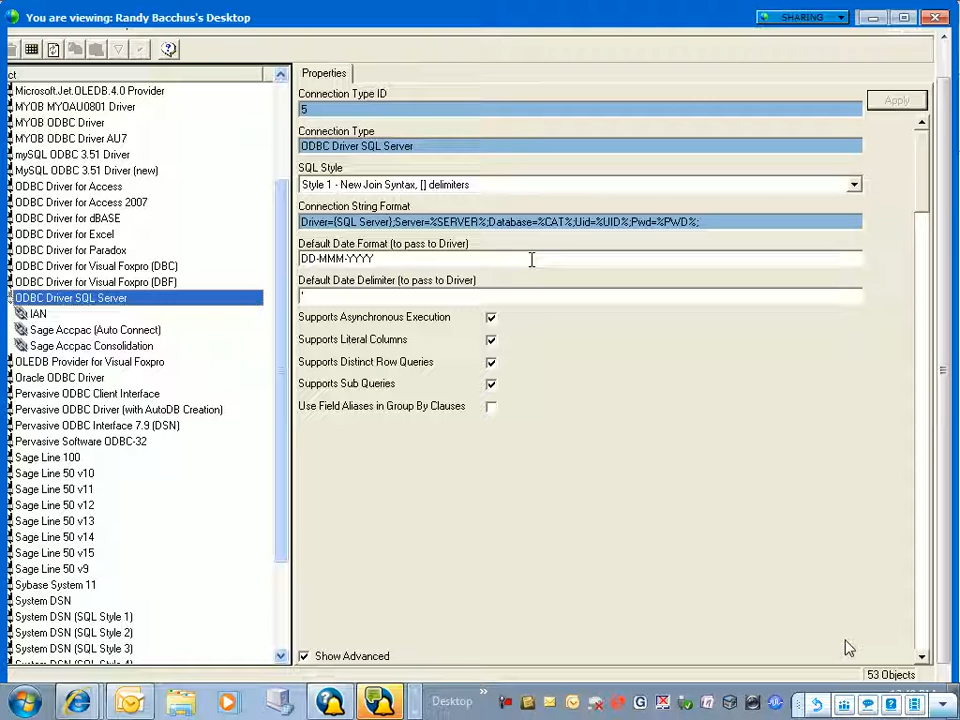 You are viewing: Randy Bacchus's Desktop
SHARING
ct
Microsoft.Jet.OLEDB.4.0 Provider
MYOB MYOAU0801 Driver
MYOB ODBC Driver
MYOB ODBC Driver AU7
mySQL ODBC 3.51 Driver
MySQL ODBC 3.51 Driver (new)
ODBC Driver for Access
ODBC Driver for Access 2007
ODBC Driver for dBASE
ODBC Driver for Excel
ODBC Driver for Paradox
ODBC Driver for Visual Foxpro (DBC)
ODBC Driver for Visual Foxpro (DBF)
ODBC Driver SQL Server
IAN
Sage Accpac (Auto Connect)
Sage Accpac Consolidation
OLEDB Provider for Visual Foxpro
Oracle ODBC Driver
Pervasive ODBC Client Interface
Pervasive ODBC Driver (with AutoDB Creation)
Pervasive ODBC Interface 7.9 (DSN)
Pervasive Software ODBC-32
Sage Line 100
Sage Line 50 v10
Sage Line 50 v11
Sage Line 50 v12
Sage Line 50 v13
Sage Line 50 v14
Sage Line 50 v15
Sage Line 50 v9
Sybase System 11
System DSN
System DSN (SQL Style 1)
System DSN (SQL Style 2)
System DSN (SQL Style 3)
Properties
Connection Type ID
5
Apply
Connection Type
ODBC Driver SQL Server
SQL Style
Style 1 - New Join Syntax, [] delimiters
Connection String Format
Driver={SQL Server};Server=%SERVER%;Database=%CAT%;Uid=%UID%;Pwd=%PWD%;
Default Date Format (to pass to Driver)
DD-MMM-YYYY
Default Date Delimiter (to pass to Driver)
'
Supports Asynchronous Execution
Supports Literal Columns
Supports Distinct Row Queries
Supports Sub Queries
Use Field Aliases in Group By Clauses
Show Advanced
53 Objects
Desktop